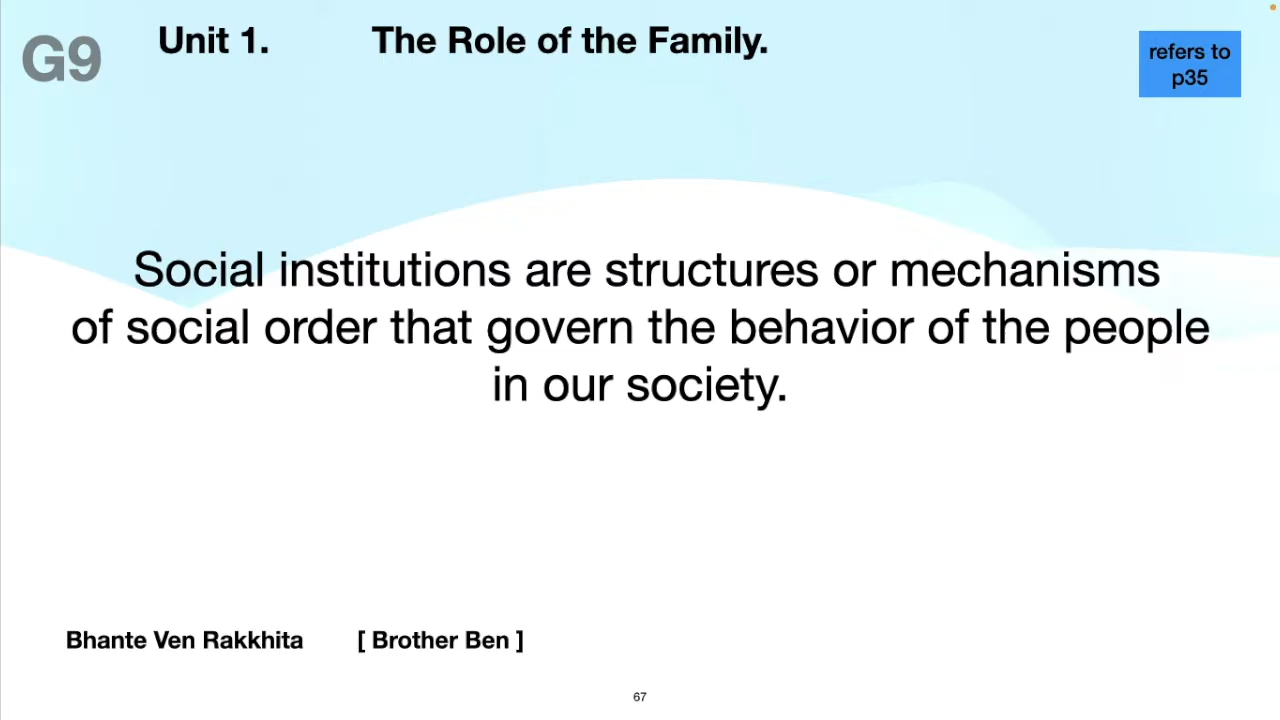 G9
Unit 1. The Role of the Family.
refers to
p35
Social institutions are structures or mechanisms
of social order that govern the behavior of the people
in our society.
Bhante Ven Rakkhita [ Brother Ben ]
67